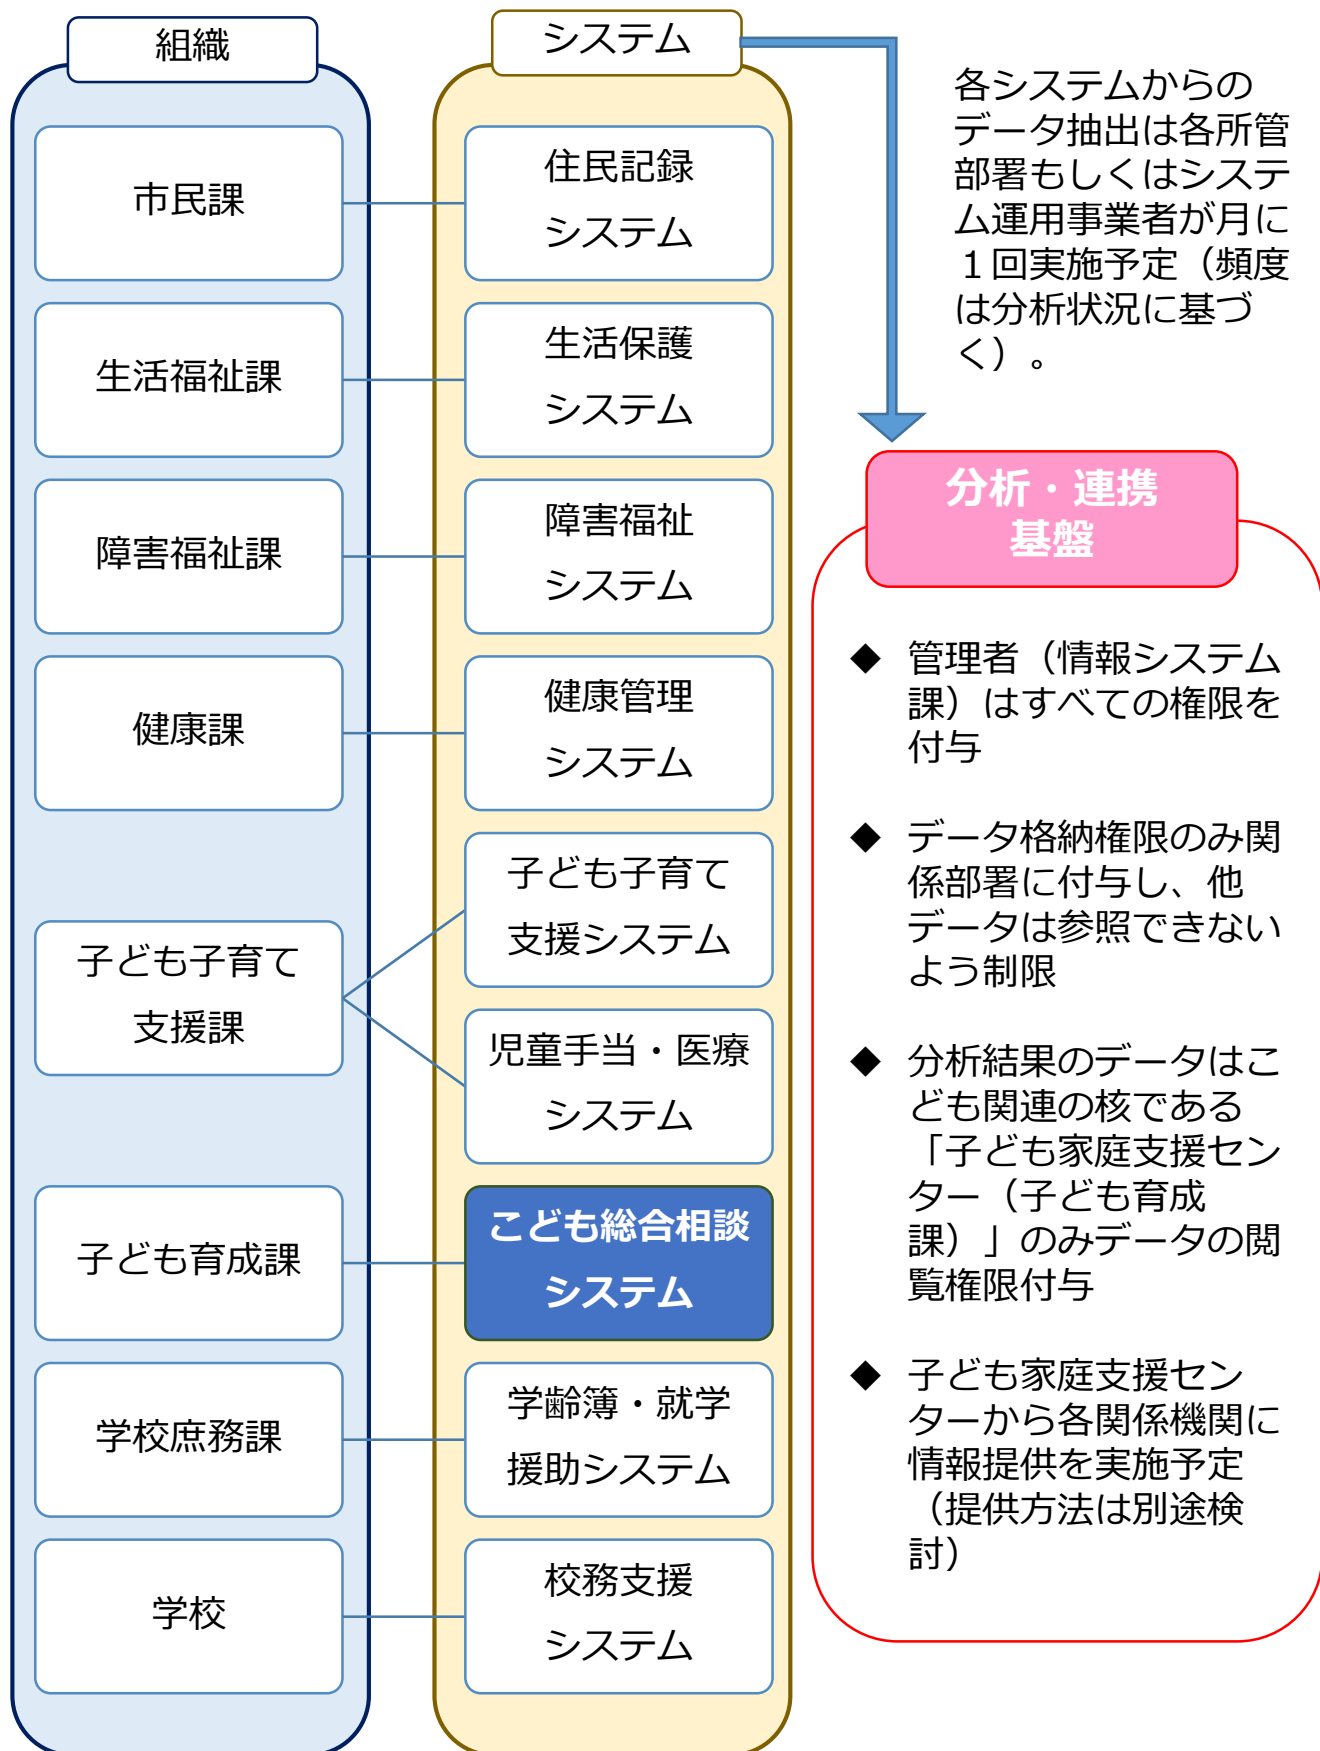 組織
市民課
生活福祉課
障害福祉課
健康課
子ども子育て
支援課
子ども育成課
学校庶務課
学校
システム
住民記録
システム
生活保護
システム
障害福祉
システム
健康管理
システム
子ども子育て
支援システム
児童手当・医療
システム
こども総合相談
システム
学齢簿・就学
援助システム
校務支援
システム
各システムからの
データ抽出は各所管
部署もしくはシステ
ム運用事業者が月に
１回実施予定（頻度
は分析状況に基づ
く）。
分析・連携
基盤
◆ 管理者（情報システム
課）はすべての権限を
付与
◆ データ格納権限のみ関
係部署に付与し、他
データは参照できない
よう制限
◆ 分析結果のデータはこ
ども関連の核である
「子ども家庭支援セン
ター（子ども育成
課）」のみデータの閲
覧権限付与
◆ 子ども家庭支援セン
ターから各関係機関に
情報提供を実施予定
（提供方法は別途検
討）